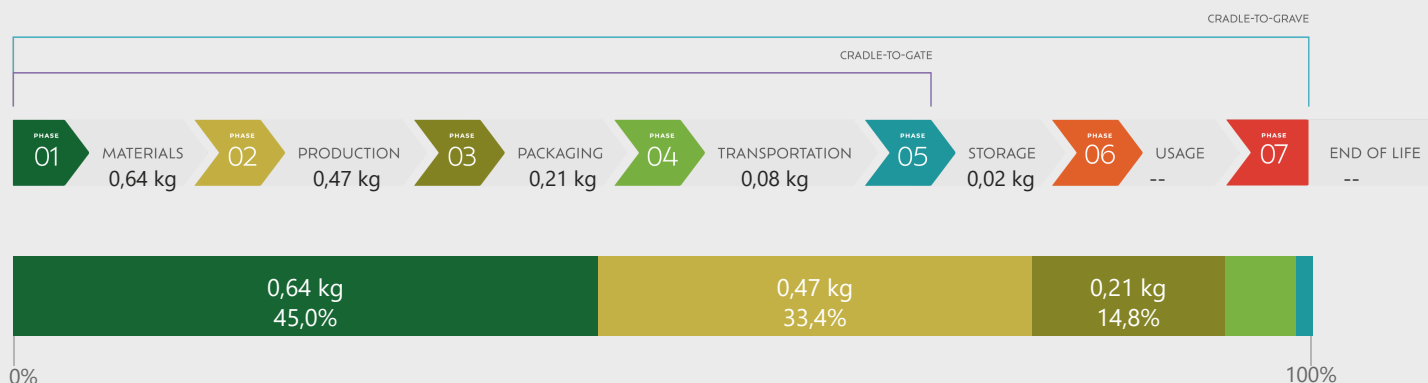 CRADLE-TO-GRAVE
CRADLE-TO-GATE
PHASE
01
MATERIALS
0,64 kg
PHASE
02
PRODUCTION
0,47 kg
PHASE
03
PACKAGING
0,21 kg
PHASE
04
TRANSPORTATION
0,08 kg
PHASE
05
STORAGE
0,02 kg
PHASE
06
USAGE
--
PHASE
07
END OF LIFE
--
0,64 kg
45,0%
0,47 kg
33,4%
0,21 kg
14,8%
0%
100%